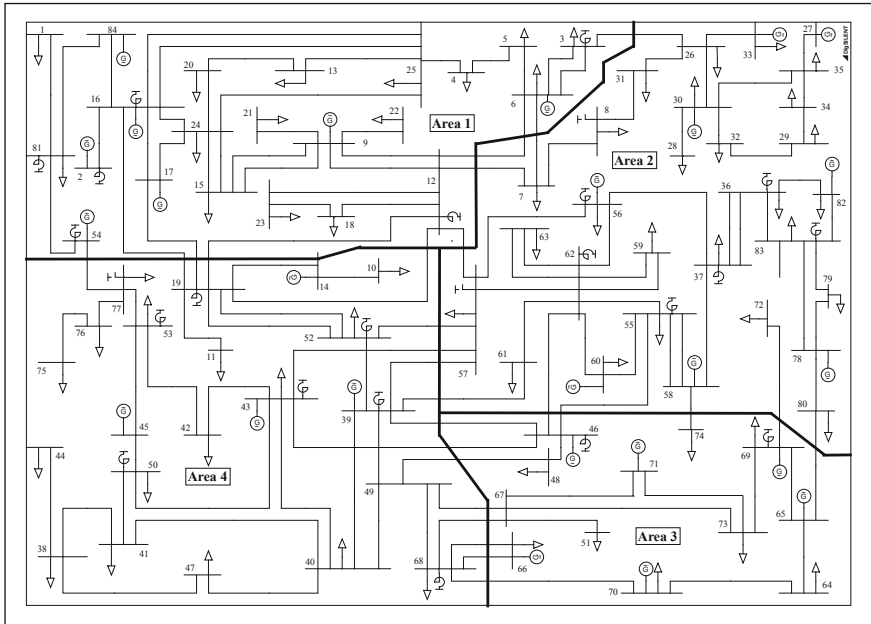 1 84 5 3 26 33 27
DIgSILENT
20 13 25 4 31 35
16 6 30 34
21 22 Area 1 8
24 9 32 29
81 2 17 28 Area 2
15 12 7 36 82
23 18 56
54 63 62 59 37 83
19 14 10
77 79
76 53 52 55 72
75 11 57 61 60 58 78
43 39 80
45 42 46 74 69
44 50 Area 4 48 71
49 67 65
38 41 73
51 Area 3
47 40 68 66
70 64
G